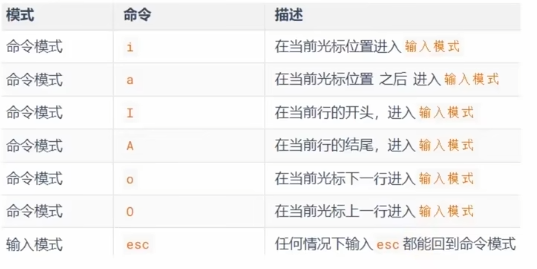 模式 命令 描述
命令模式 i 在当前光标位置进入 输入模式
命令模式 a 在当前光标位置 之后 进入 输入模式
命令模式 I 在当前行的开头，进入 输入模式
命令模式 A 在当前行的结尾，进入 输入模式
命令模式 o 在当前光标下一行进入 输入模式
命令模式 O 在当前光标上一行进入 输入模式
输入模式 esc 任何情况下输入 esc 都能回到命令模式